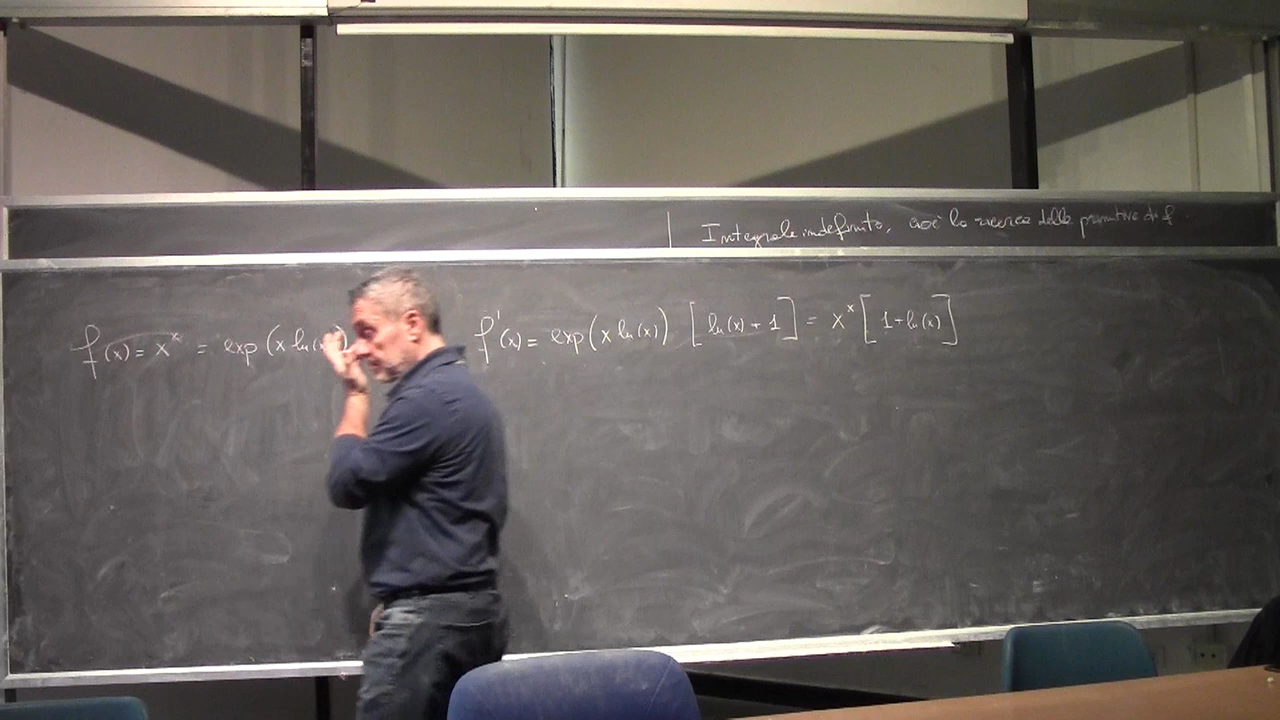 Integrale indefinito, cioè la ricerca delle primitive di f
f(x) = x^x = exp(x ln(x)) f'(x) = exp(x ln(x)) [ln(x) + 1] = x^x [1+ln(x)]